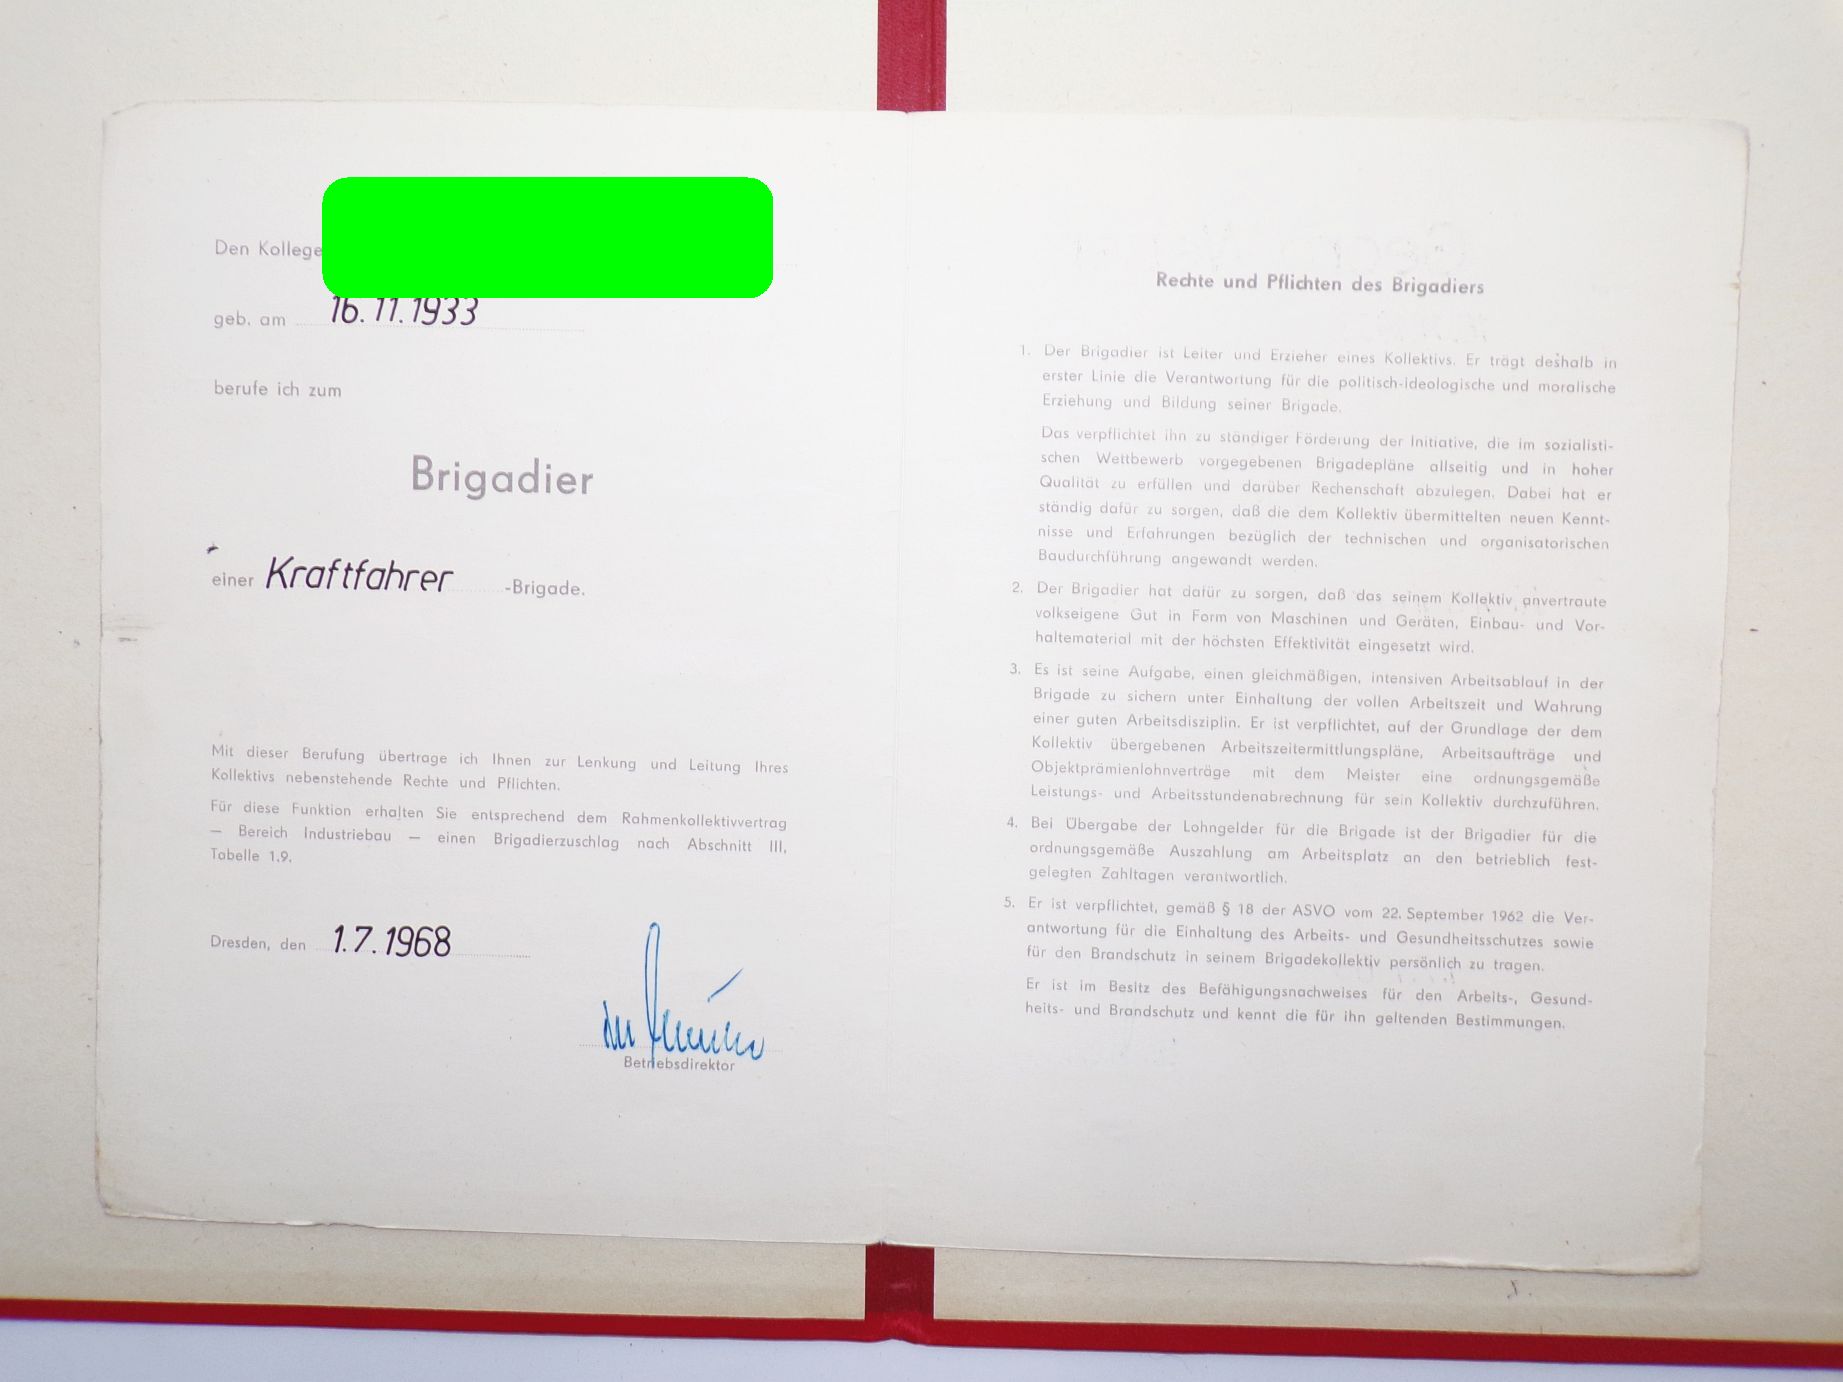 Den Kollege
geb. am 16.11.1933
berufe ich zum
Brigadier
einer Kraftfahrer -Brigade.
Mit dieser Berufung übertrage ich Ihnen zur Lenkung und Leitung Ihres
Kollektivs nebenstehende Rechte und Pflichten.
Für diese Funktion erhalten Sie entsprechend dem Rahmenkollektivvertrag
— Bereich Industriebau — einen Brigadierzuschlag nach Abschnitt III,
Tabelle 1.9.
Dresden, den 1.7.1968
Betriebsdirektor
Rechte und Pflichten des Brigadiers
1. Der Brigadier ist Leiter und Erzieher eines Kollektivs. Er trägt deshalb in
erster Linie die Verantwortung für die politisch-ideologische und moralische
Erziehung und Bildung seiner Brigade.
Das verpflichtet ihn zu ständiger Förderung der Initiative, die im sozialisti-
schen Wettbewerb vorgegebenen Brigadepläne allseitig und in hoher
Qualität zu erfüllen und darüber Rechenschaft abzulegen. Dabei hat er
ständig dafür zu sorgen, daß die dem Kollektiv übermittelten neuen Kennt-
nisse und Erfahrungen bezüglich der technischen und organisatorischen
Baudurchführung angewandt werden.
2. Der Brigadier hat dafür zu sorgen, daß das seinem Kollektiv anvertraute
volkseigene Gut in Form von Maschinen und Geräten, Einbau- und Vor-
haltematerial mit der höchsten Effektivität eingesetzt wird.
3. Es ist seine Aufgabe, einen gleichmäßigen, intensiven Arbeitsablauf in der
Brigade zu sichern unter Einhaltung der vollen Arbeitszeit und Wahrung
einer guten Arbeitsdisziplin. Er ist verpflichtet, auf der Grundlage der dem
Kollektiv übergebenen Arbeitszeitermittlungspläne, Arbeitsaufträge und
Objektprämienlohnverträge mit dem Meister eine ordnungsgemäße
Leistungs- und Arbeitsstundenabrechnung für sein Kollektiv durchzuführen.
4. Bei Übergabe der Lohngelder für die Brigade ist der Brigadier für die
ordnungsgemäße Auszahlung am Arbeitsplatz an den betrieblich fest-
gelegten Zahltagen verantwortlich.
5. Er ist verpflichtet, gemäß § 18 der ASVO vom 22. September 1962 die Ver-
antwortung für die Einhaltung des Arbeits- und Gesundheitsschutzes sowie
für den Brandschutz in seinem Brigadekollektiv persönlich zu tragen.
Er ist im Besitz des Befähigungsnachweises für den Arbeits-, Gesund-
heits- und Brandschutz und kennt die für ihn geltenden Bestimmungen.